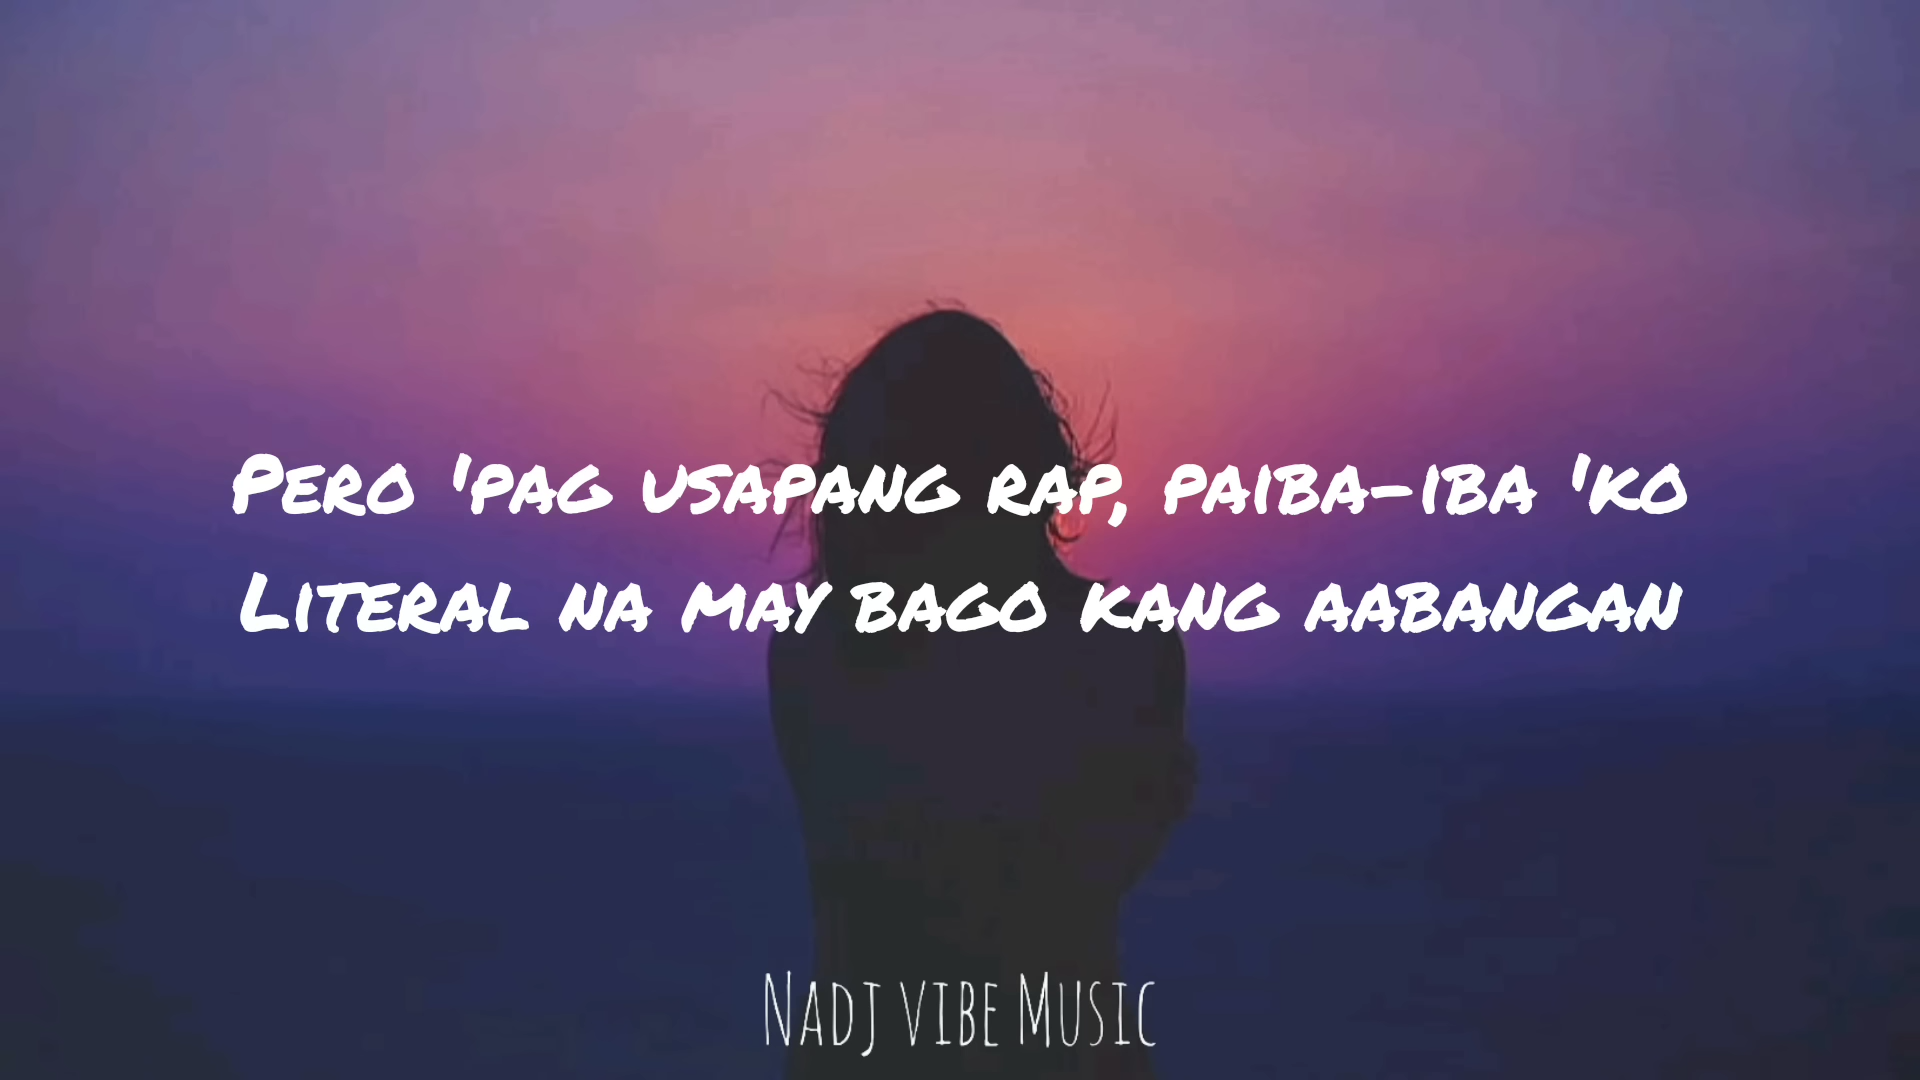 Pero 'pag usapang rap, paiba-iba 'ko
Literal na may bago kang aabangan
Nadj vibe Music